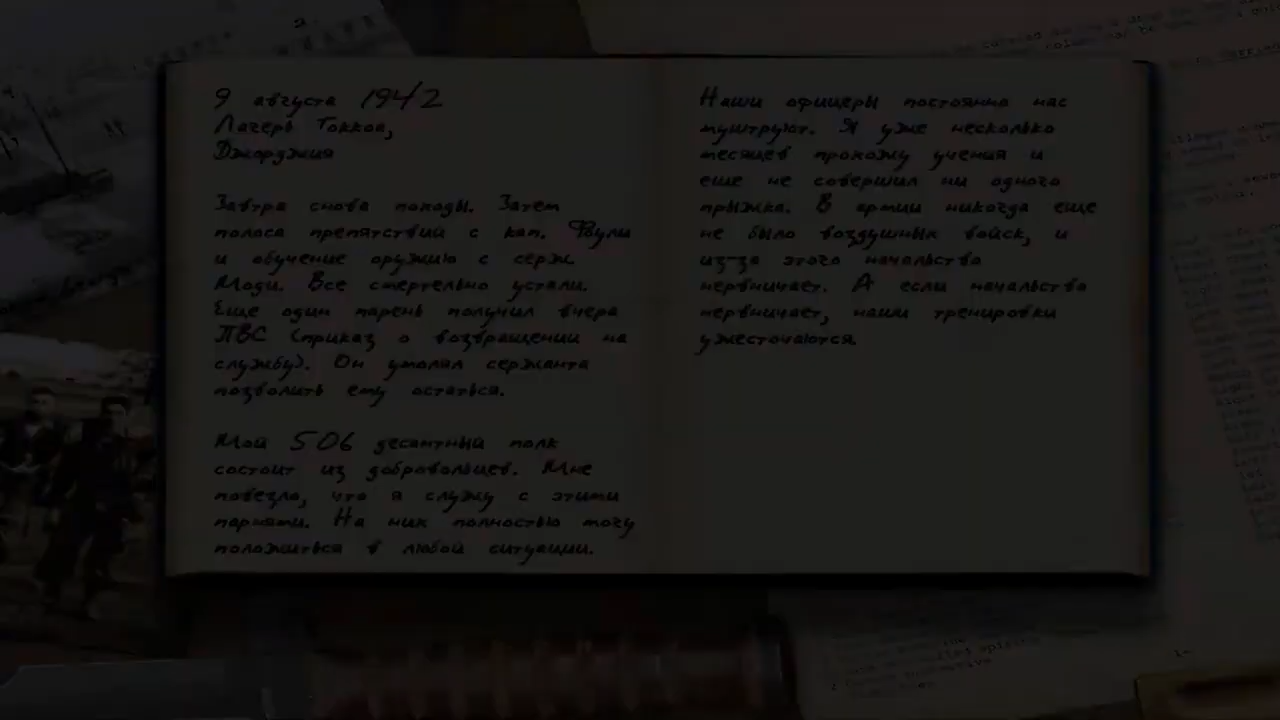 9 августа 1942
Лагерь Токкоа,
Джорджия
Завтра снова походы. Затем
полоса препятствий с кап. Фоули
и обучение оружию с серж.
Моди. Все смертельно устали.
Еще один парень получил вчера
ПВС (приказ о возвращении на
службу). Он умолял сержанта
позволить ему остаться.
Мой 506 десантный полк
состоит из добровольцев. Мне
повезло, что я служу с этими
парнями. На них полностью могу
положиться в любой ситуации.
Наши офицеры постоянно нас
муштруют. Я уже несколько
месяцев прохожу учения и
еще не совершил ни одного
прыжка. В армии никогда еще
не было воздушных войск, и
из-за этого начальство
нервничает. А если начальство
нервничает, наши тренировки
ужесточаются.